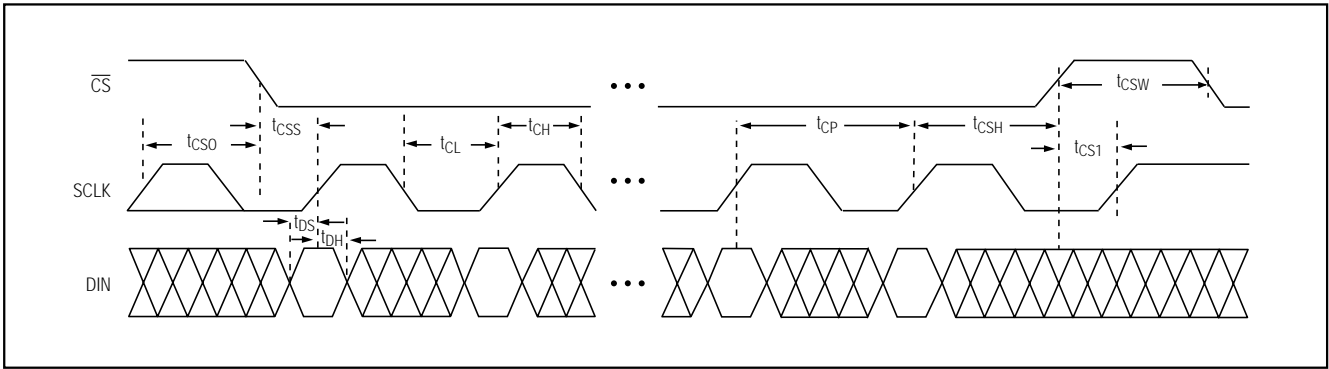 CS
tCSW
tCSS
tCH
tCP
tCSH
tCSO
tCL
tCS1
SCLK
tDS
tDH
DIN